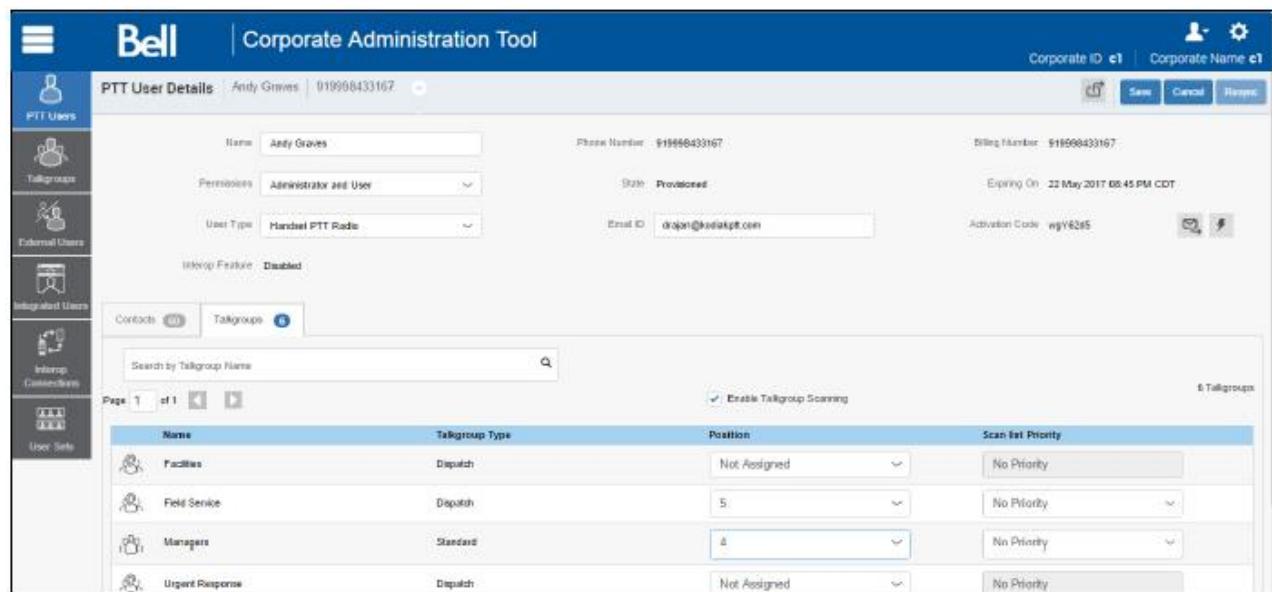 Bell
Corporate Administration Tool
Corporate ID c1 Corporate Name c1
PTT User Details Andy Graves 919998433167
Save Cancel Resync
PTT Users
Talkgroups
External Users
Integrated Users
Interop Connections
User Sets
Name Andy Graves Phone Number 919998433167 Billing Number 919998433167
Permissions Administrator and User State Provisioned Expiring On 22 May 2017 08:45 PM CDT
User Type Handset PTT Radio Email ID drajan@kodiakptt.com Activation Code
Interop Feature Disabled
Contacts Talkgroups 6
Search by Talkgroup Name
Page 1 of 1 Enable Talkgroup Scanning 6 Talkgroups
Name Talkgroup Type Position Scan list Priority
Facilities Dispatch Not Assigned No Priority
Field Service Dispatch 5 No Priority
Managers Standard 4 No Priority
Urgent Response Dispatch Not Assigned No Priority